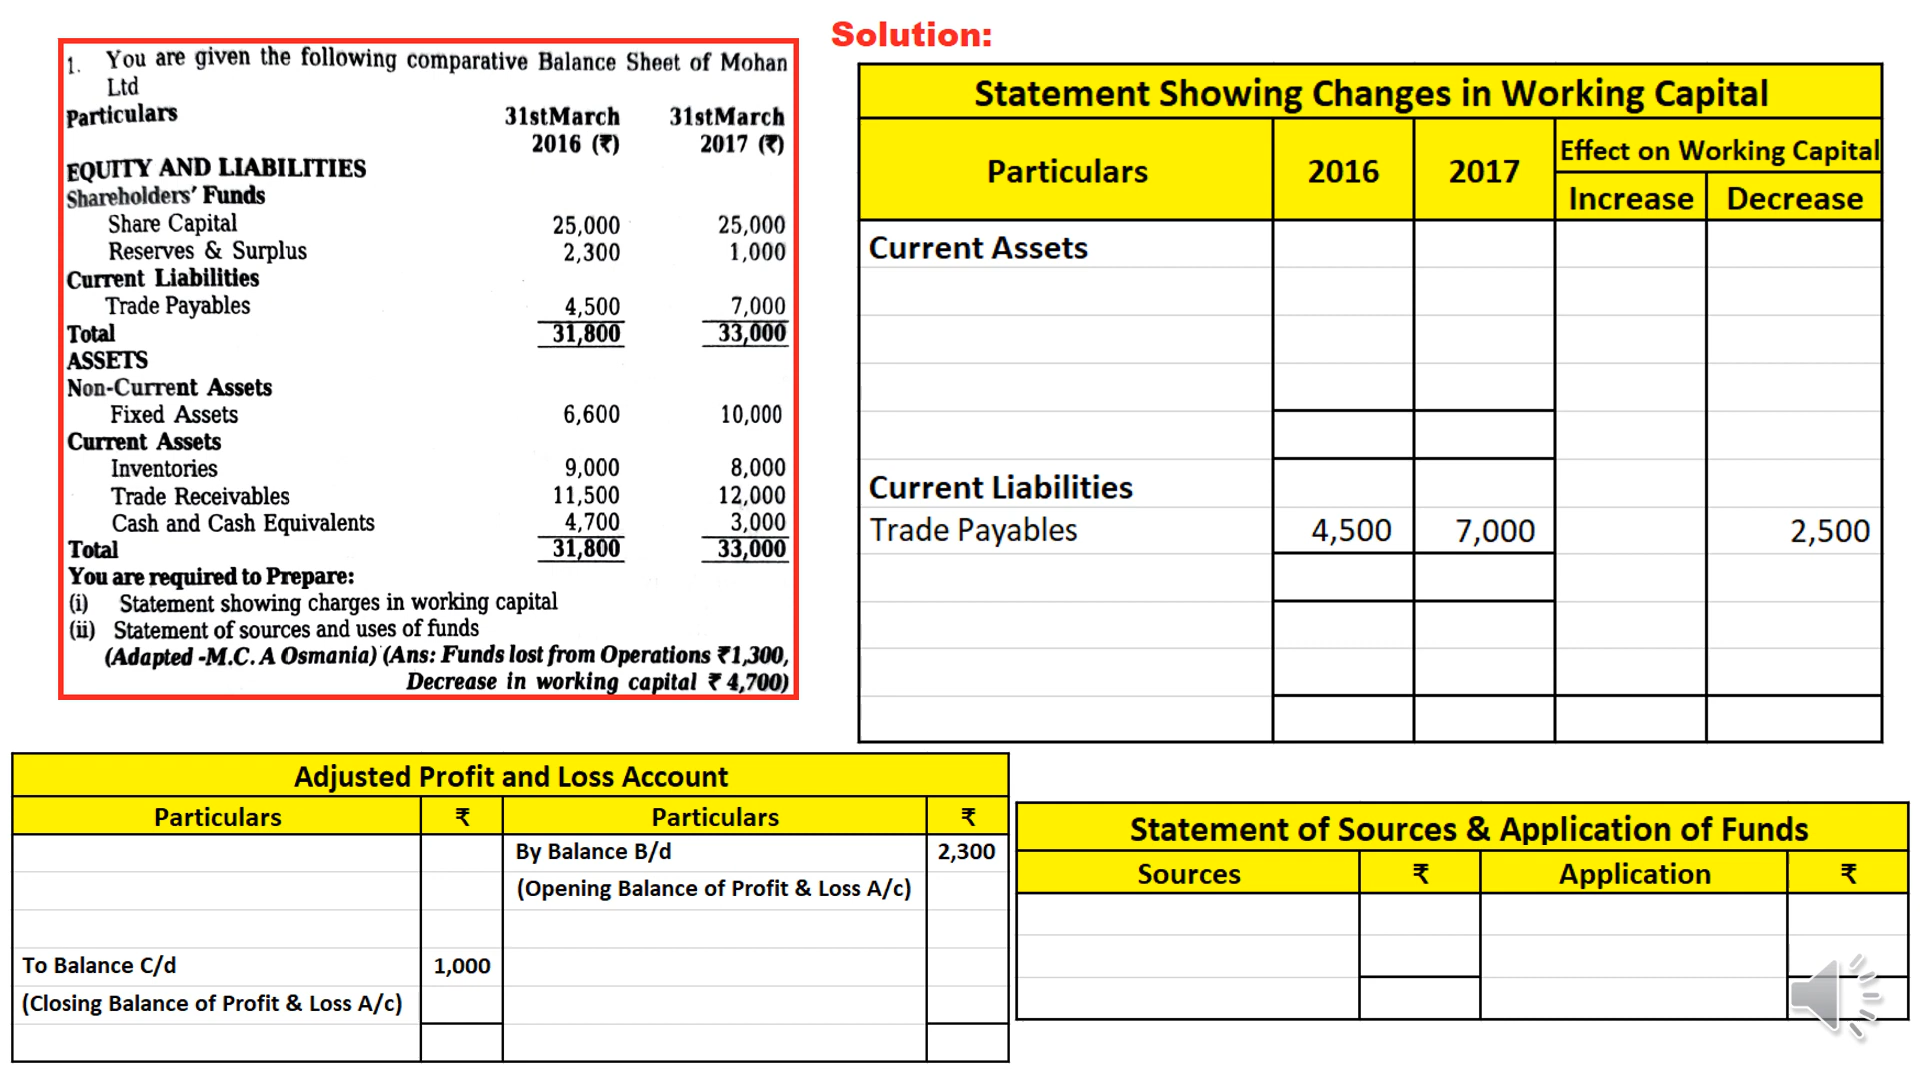 Solution:
1. You are given the following comparative Balance Sheet of Mohan
Ltd
Particulars 31stMarch 31stMarch
2016 (₹) 2017 (₹)
EQUITY AND LIABILITIES
Shareholders' Funds
Share Capital 25,000 25,000
Reserves & Surplus 2,300 1,000
Current Liabilities
Trade Payables 4,500 7,000
Total 31,800 33,000
ASSETS
Non-Current Assets
Fixed Assets 6,600 10,000
Current Assets
Inventories 9,000 8,000
Trade Receivables 11,500 12,000
Cash and Cash Equivalents 4,700 3,000
Total 31,800 33,000
You are required to Prepare:
(i) Statement showing charges in working capital
(ii) Statement of sources and uses of funds
(Adapted -M.C. A Osmania) (Ans: Funds lost from Operations ₹1,300,
Decrease in working capital ₹ 4,700)
Statement Showing Changes in Working Capital
Particulars 2016 2017 Effect on Working Capital
Increase Decrease
Current Assets
Current Liabilities
Trade Payables 4,500 7,000 2,500
Adjusted Profit and Loss Account
Particulars ₹ Particulars ₹
By Balance B/d 2,300
(Opening Balance of Profit & Loss A/c)
To Balance C/d 1,000
(Closing Balance of Profit & Loss A/c)
Statement of Sources & Application of Funds
Sources ₹ Application ₹